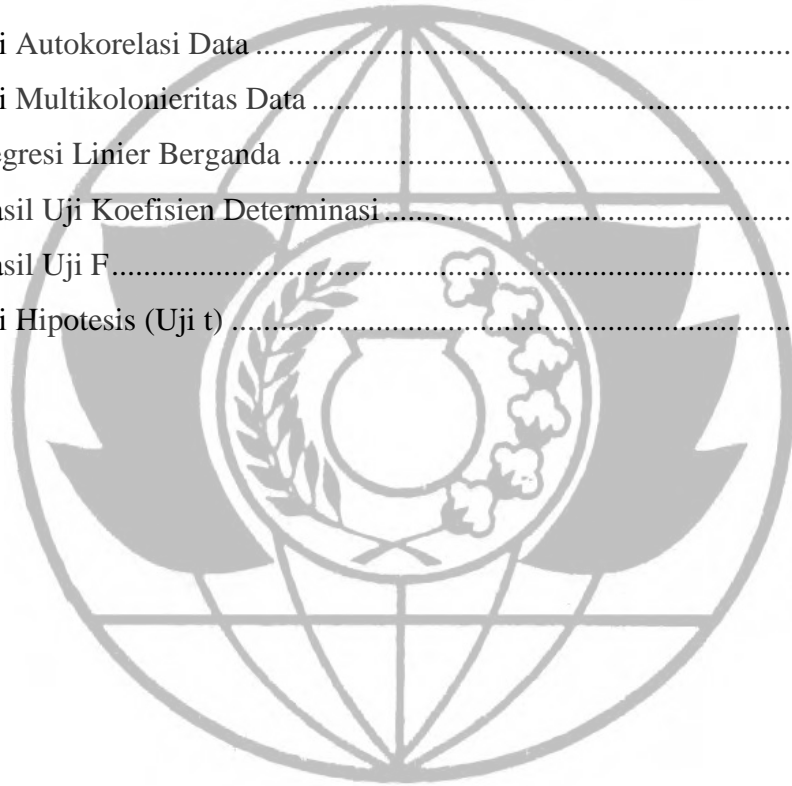 i Autokorelasi Data ....................................................................
i Multikolonieritas Data ............................................................
egresi Linier Berganda ...............................................................
asil Uji Koefisien Determinasi ...................................................
asil Uji F......................................................................................
i Hipotesis (Uji t) .......................................................................